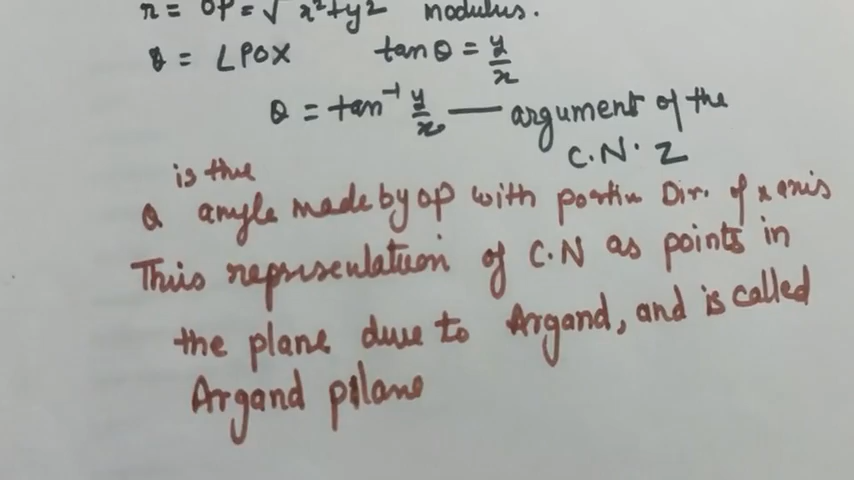 r = OP = √x²+y² modulus.
θ = ∠POX tanθ = y/x
θ = tan⁻¹ y/x — argument of the
C.N. Z
is the
θ angle made by OP with positive Dir. of x axis
This representation of C.N as points in
the plane due to Argand, and is called
Argand plane